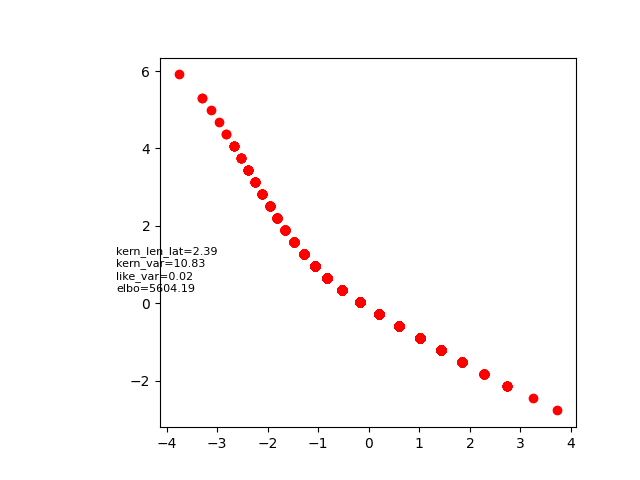 6
4
2
0
−2
kern_len_lat=2.39
kern_var=10.83
like_var=0.02
elbo=5604.19
−4 −3 −2 −1 0 1 2 3 4